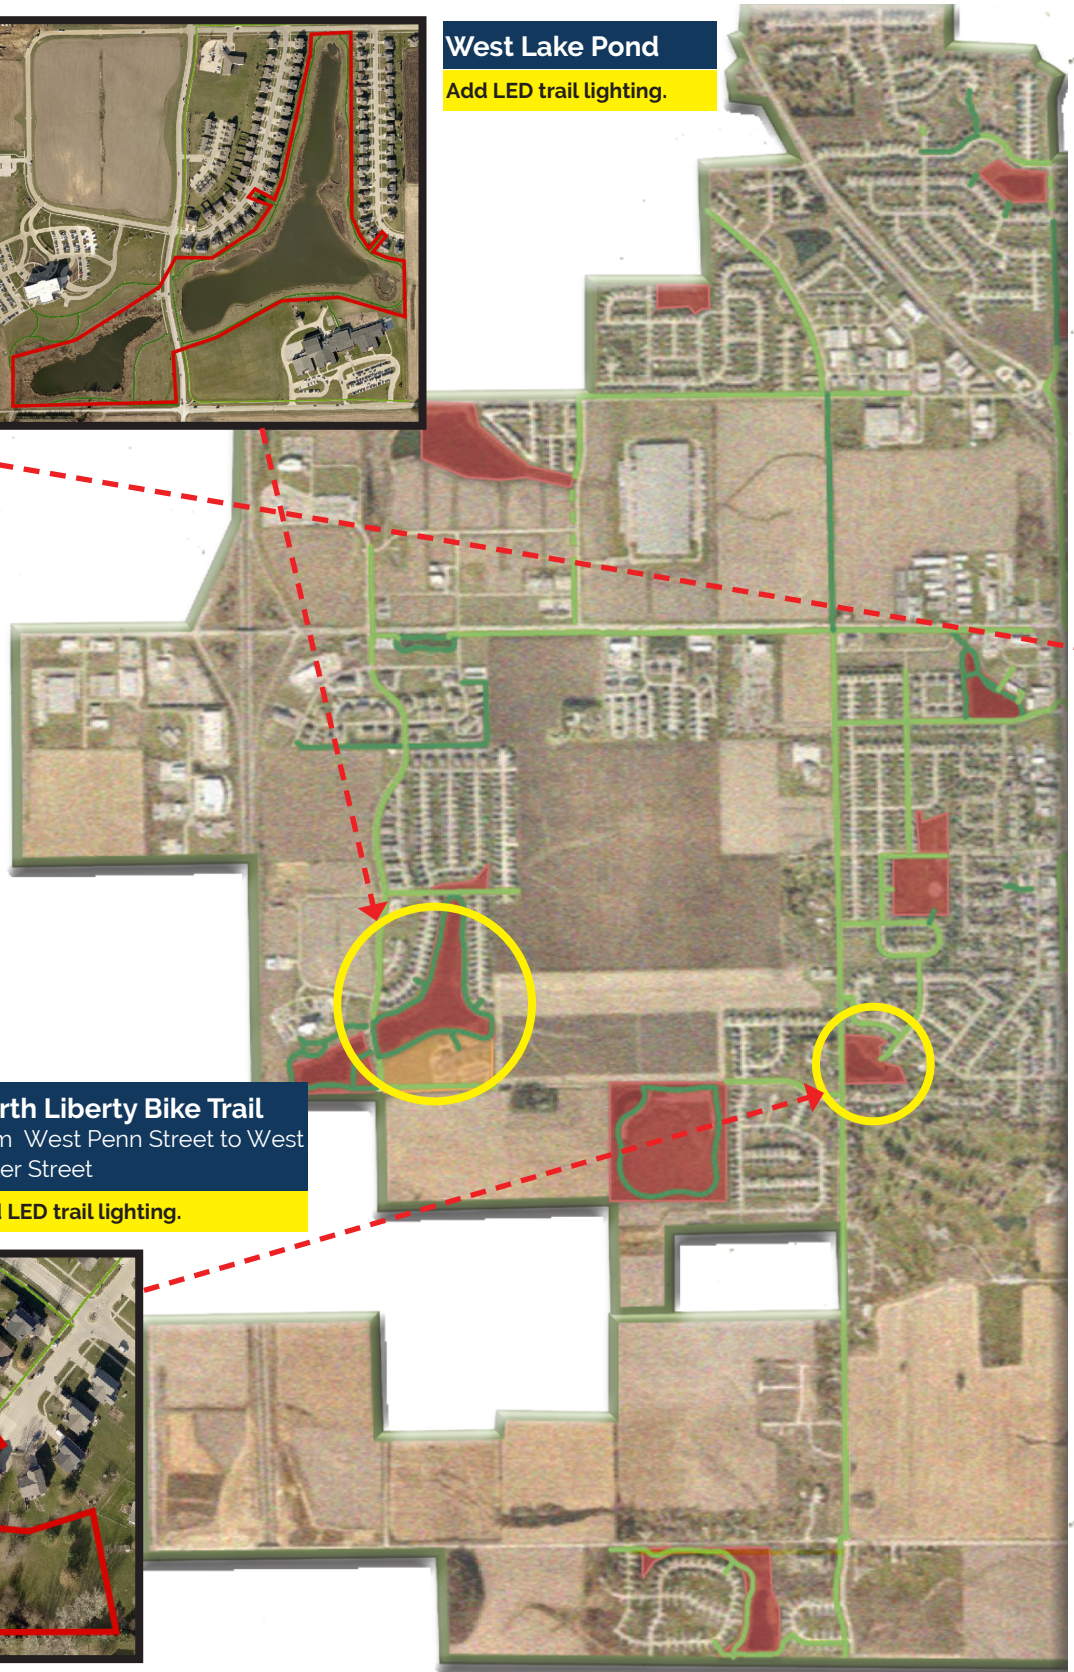 West Lake Pond
Add LED trail lighting.
rth Liberty Bike Trail
m West Penn Street to West
er Street
LED trail lighting.